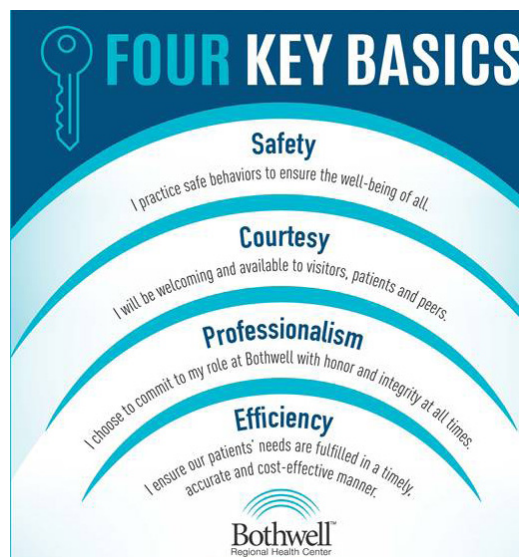 FOUR KEY BASICS
Safety
I practice safe behaviors to ensure the well-being of all.
Courtesy
I will be welcoming and available to visitors, patients and peers.
Professionalism
I choose to commit to my role at Bothwell with honor and integrity at all times.
Efficiency
I ensure our patients' needs are fulfilled in a timely,
accurate and cost-effective manner.
Bothwell™
Regional Health Center